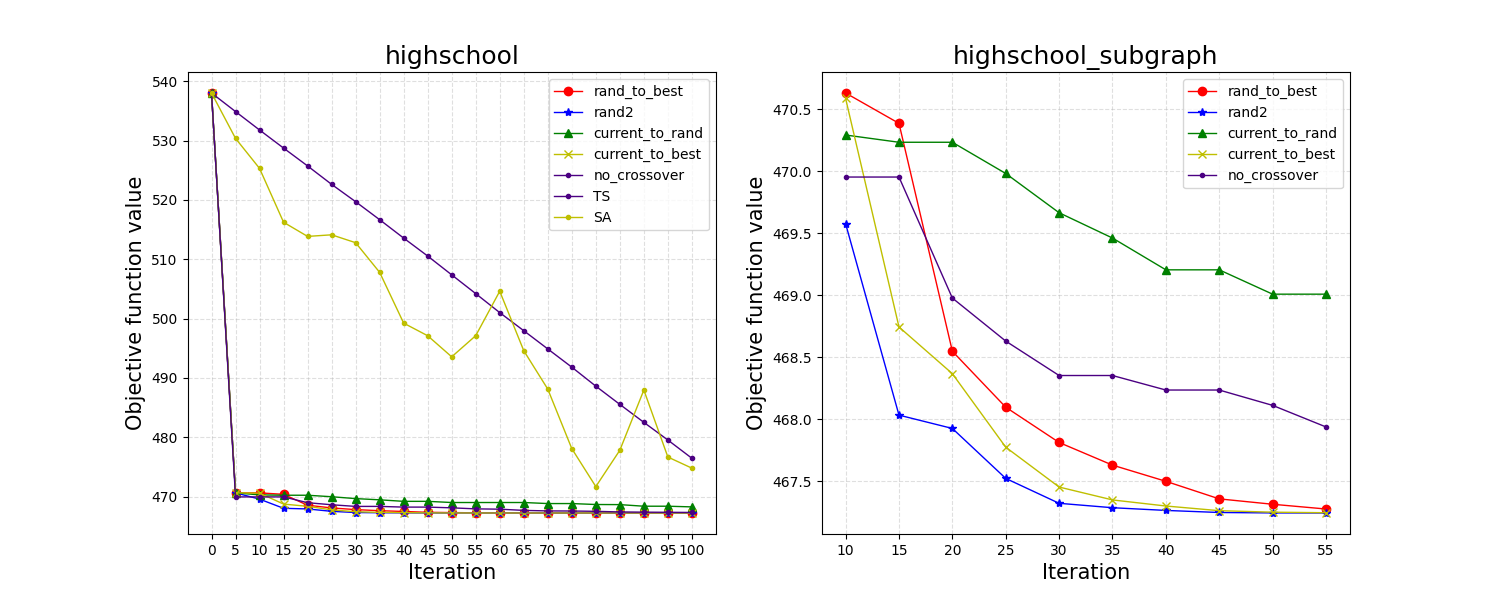 highschool
Objective function value
540
530
520
510
500
490
480
470
rand_to_best
rand2
current_to_rand
current_to_best
no_crossover
TS
SA
0 5 10 15 20 25 30 35 40 45 50 55 60 65 70 75 80 85 90 95 100
Iteration
highschool_subgraph
Objective function value
470.5
470.0
469.5
469.0
468.5
468.0
467.5
rand_to_best
rand2
current_to_rand
current_to_best
no_crossover
10 15 20 25 30 35 40 45 50 55
Iteration